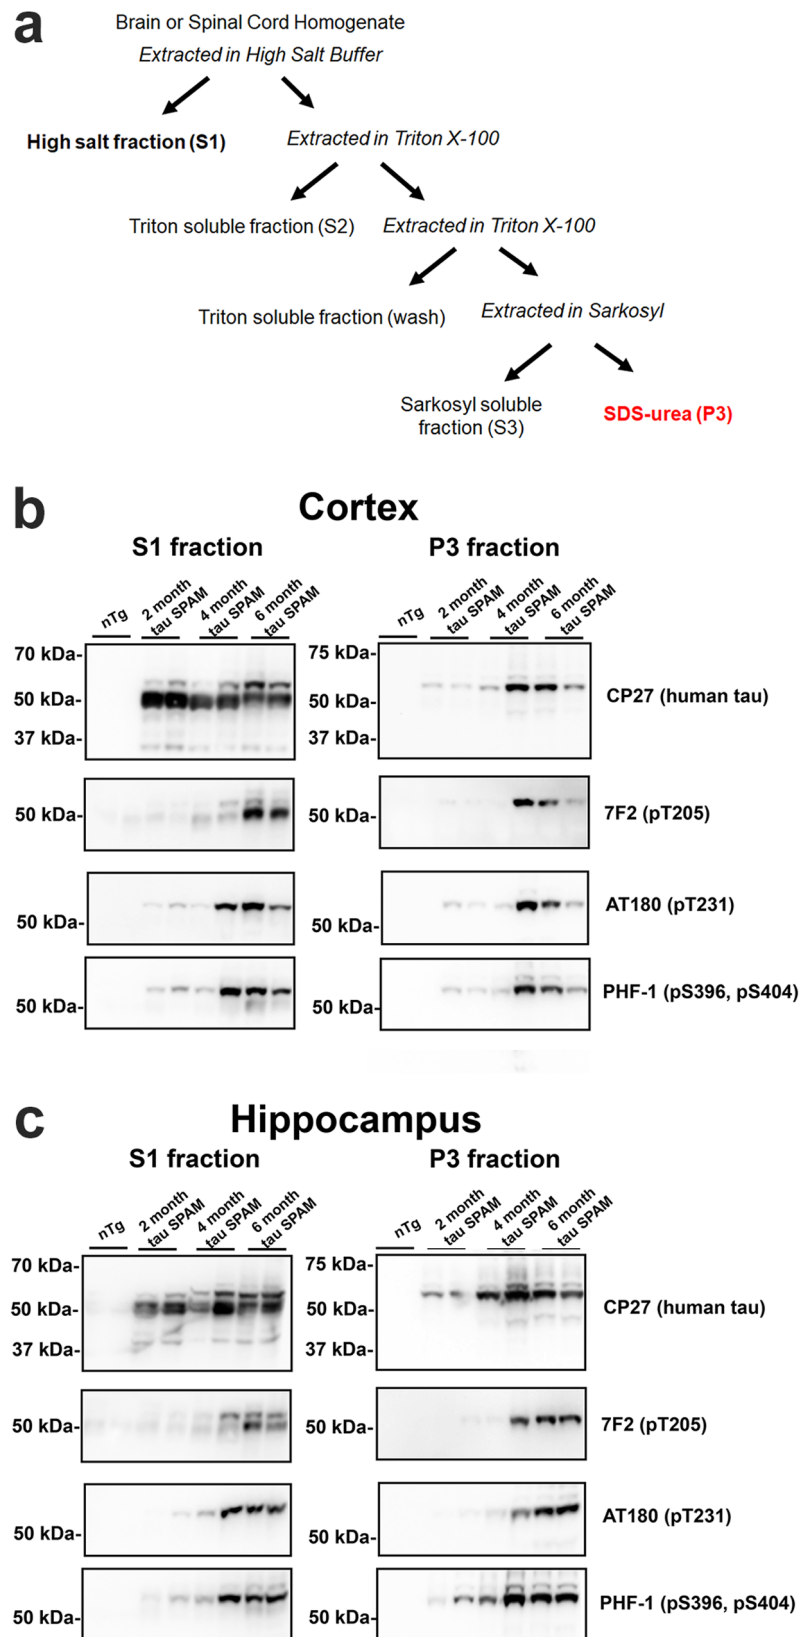 a
Brain or Spinal Cord Homogenate
Extracted in High Salt Buffer
High salt fraction (S1)
Extracted in Triton X-100
Triton soluble fraction (S2)
Extracted in Triton X-100
Triton soluble fraction (wash)
Extracted in Sarkosyl
Sarkosyl soluble
fraction (S3)
SDS-urea (P3)
b
Cortex
S1 fraction
nTg
2 month
tau SPAM
4 month
tau SPAM
6 month
tau SPAM
70 kDa-
50 kDa-
37 kDa-
50 kDa-
50 kDa-
50 kDa-
P3 fraction
nTg
2 month
tau SPAM
4 month
tau SPAM
6 month
tau SPAM
75 kDa-
50 kDa-
37 kDa-
50 kDa-
50 kDa-
50 kDa-
CP27 (human tau)
7F2 (pT205)
AT180 (pT231)
PHF-1 (pS396, pS404)
c
Hippocampus
S1 fraction
nTg
2 month
tau SPAM
4 month
tau SPAM
6 month
tau SPAM
70 kDa-
50 kDa-
37 kDa-
50 kDa-
50 kDa-
50 kDa-
P3 fraction
nTg
2 month
tau SPAM
4 month
tau SPAM
6 month
tau SPAM
75 kDa-
50 kDa-
37 kDa-
50 kDa-
50 kDa-
50 kDa-
CP27 (human tau)
7F2 (pT205)
AT180 (pT231)
PHF-1 (pS396, pS404)